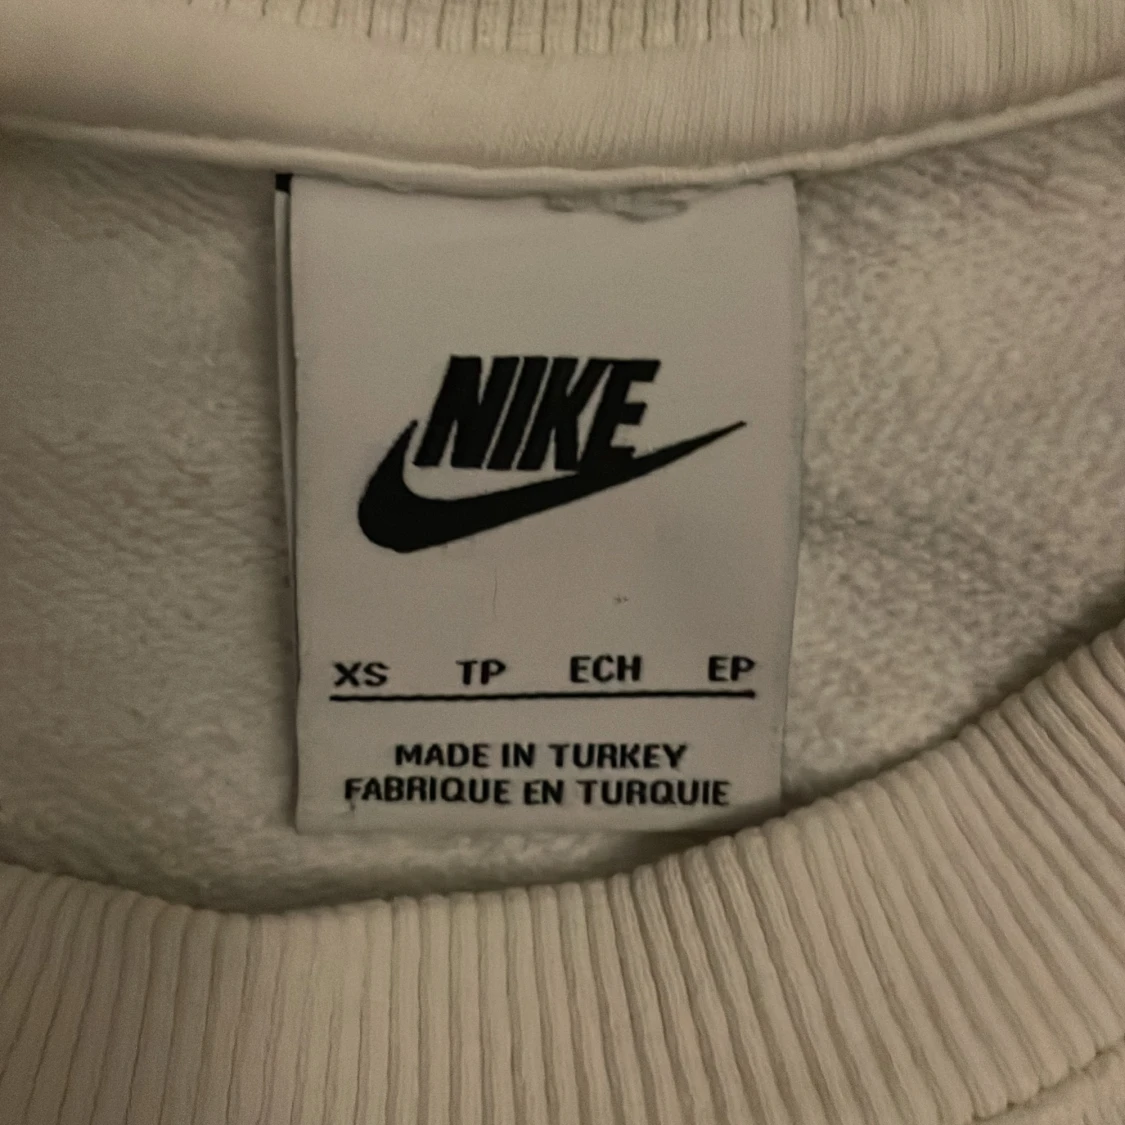 NIKE
XS TP ECH EP
MADE IN TURKEY
FABRIQUE EN TURQUIE